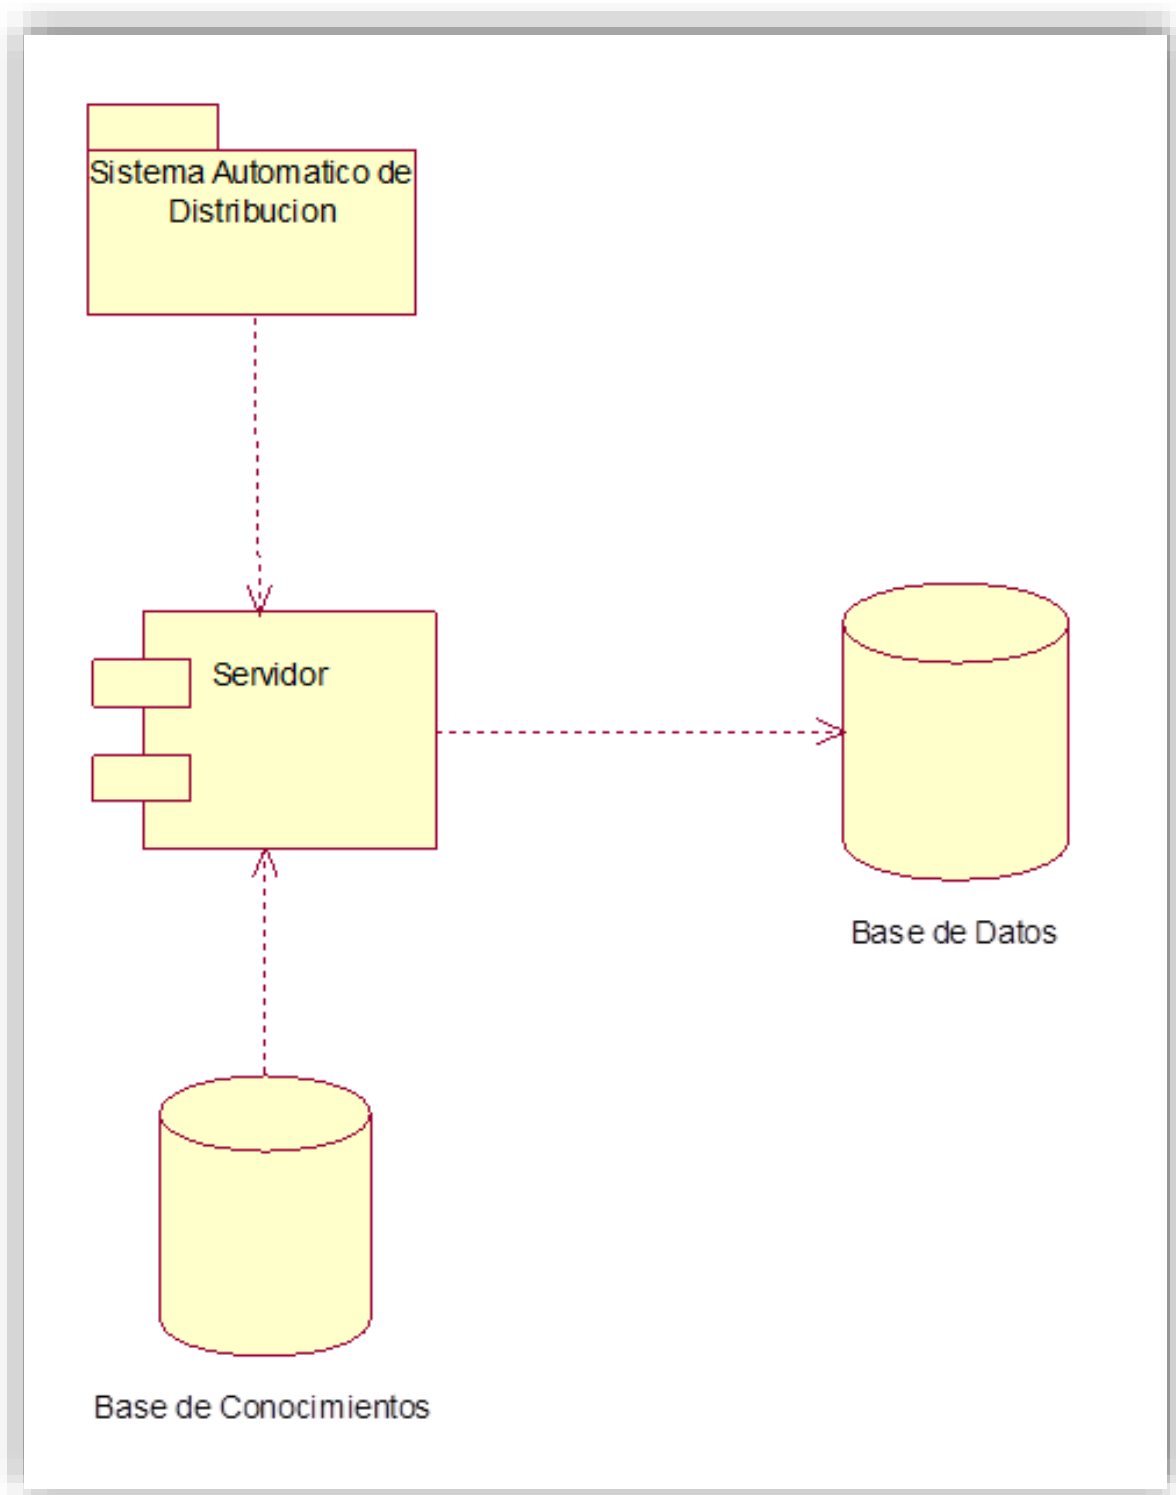 Sistema Automatico de
Distribucion
Servidor
Base de Datos
Base de Conocimientos